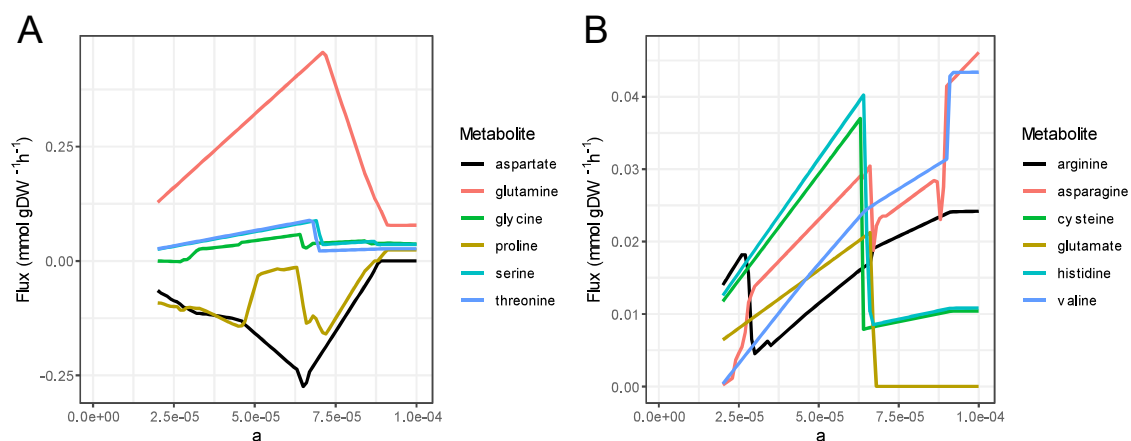 A
Flux (mmol gDW⁻¹h⁻¹)
0.25
0.00
-0.25
0.0e+00 2.5e-05 5.0e-05 7.5e-05 1.0e-04
a
Metabolite
aspartate
glutamine
glycine
proline
serine
threonine
B
Flux (mmol gDW⁻¹h⁻¹)
0.04
0.03
0.02
0.01
0.00
0.0e+00 2.5e-05 5.0e-05 7.5e-05 1.0e-04
a
Metabolite
arginine
asparagine
cysteine
glutamate
histidine
valine